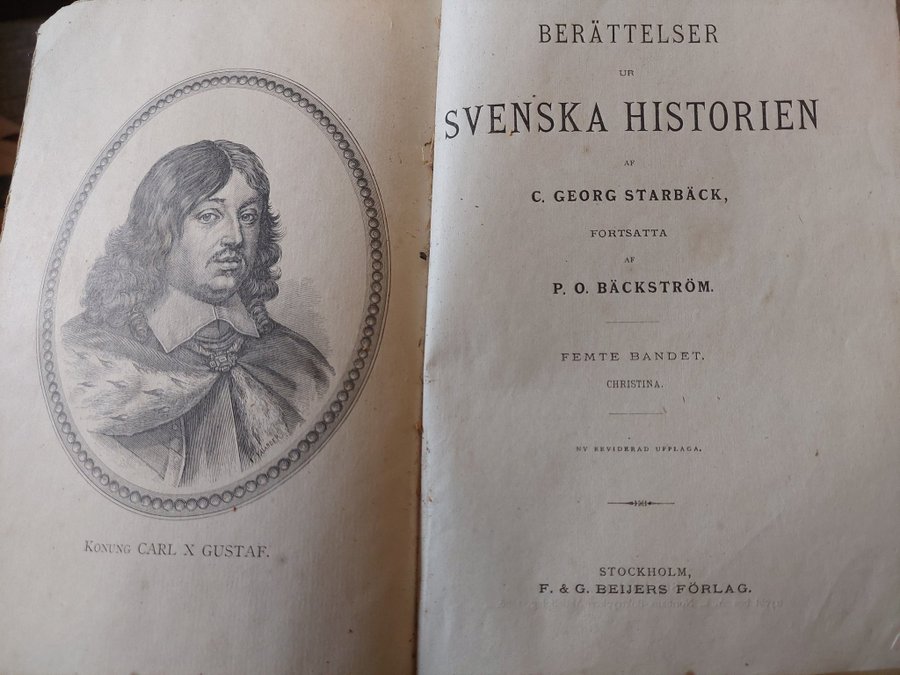 KONUNG CARL X GUSTAF.
BERÄTTELSER
UR
SVENSKA HISTORIEN
AF
C. GEORG STARBÄCK,
FORTSATTA
AF
P. O. BÄCKSTRÖM.
FEMTE BANDET.
CHRISTINA.
NY REVIDERAD UPPLAGA.
STOCKHOLM,
F. & G. BEIJERS FÖRLAG.